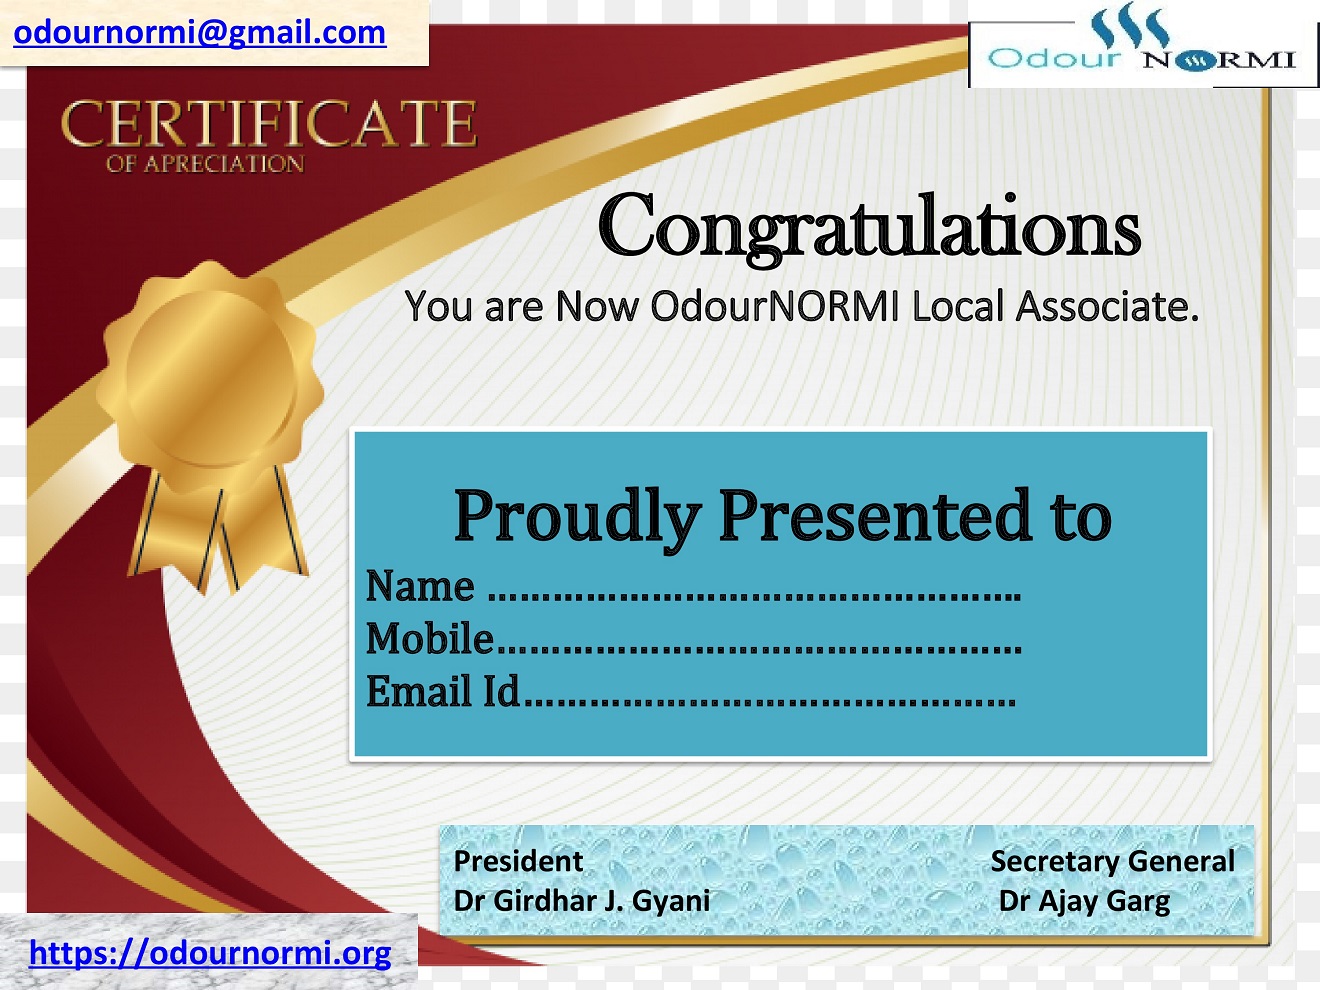 odournormi@gmail.com
Odour NORMI
CERTIFICATE
OF APRECIATION
Congratulations
You are Now OdourNORMI Local Associate.
Proudly Presented to
Name ……………………………………….
Mobile………………………………………
Email Id……………………………………
President Secretary General
Dr Girdhar J. Gyani Dr Ajay Garg
https://odournormi.org